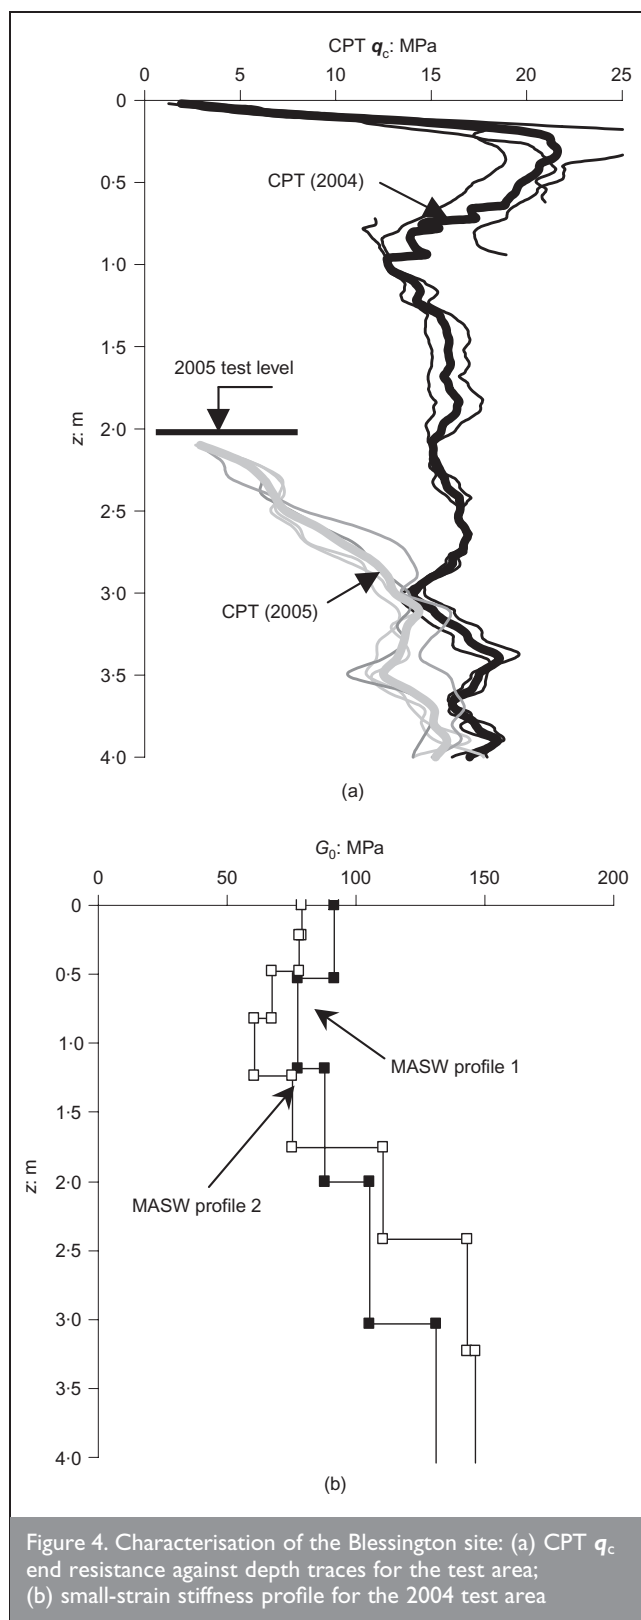 CPT qc: MPa
0 5 10 15 20 25
0
0·5
1·0
1·5
2·0
2·5
3·0
3·5
4·0
z: m
CPT (2004)
2005 test level
CPT (2005)
(a)
G0: MPa
0 50 100 150 200
0
0·5
1·0
1·5
2·0
2·5
3·0
3·5
4·0
z: m
MASW profile 1
MASW profile 2
(b)
Figure 4. Characterisation of the Blessington site: (a) CPT qc
end resistance against depth traces for the test area;
(b) small-strain stiffness profile for the 2004 test area